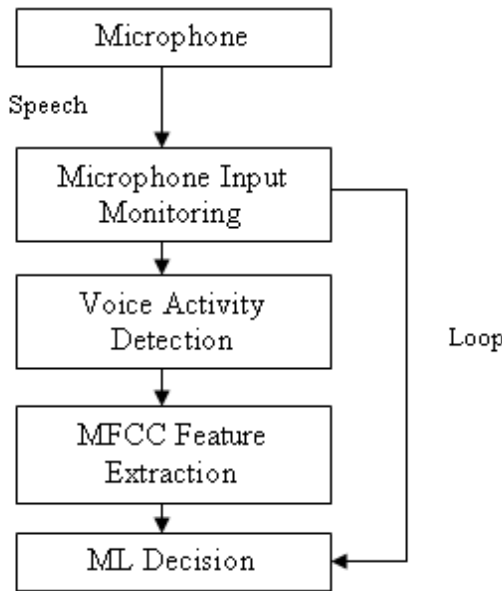 Microphone
Speech
Microphone Input
Monitoring
Voice Activity
Detection
Loop
MFCC Feature
Extraction
ML Decision